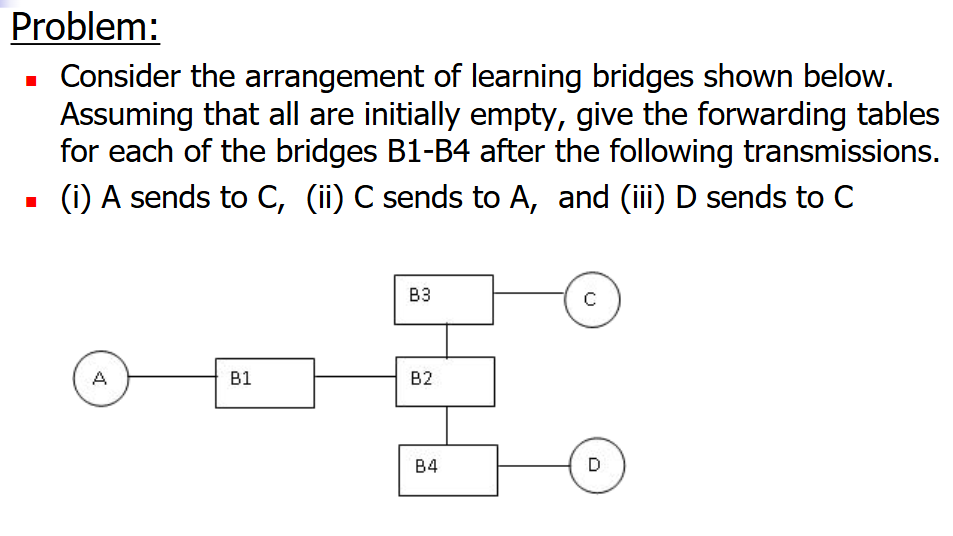 Problem:
Consider the arrangement of learning bridges shown below.
Assuming that all are initially empty, give the forwarding tables
for each of the bridges B1-B4 after the following transmissions.
(i) A sends to C, (ii) C sends to A, and (iii) D sends to C
B3
C
A
B1
B2
B4
D